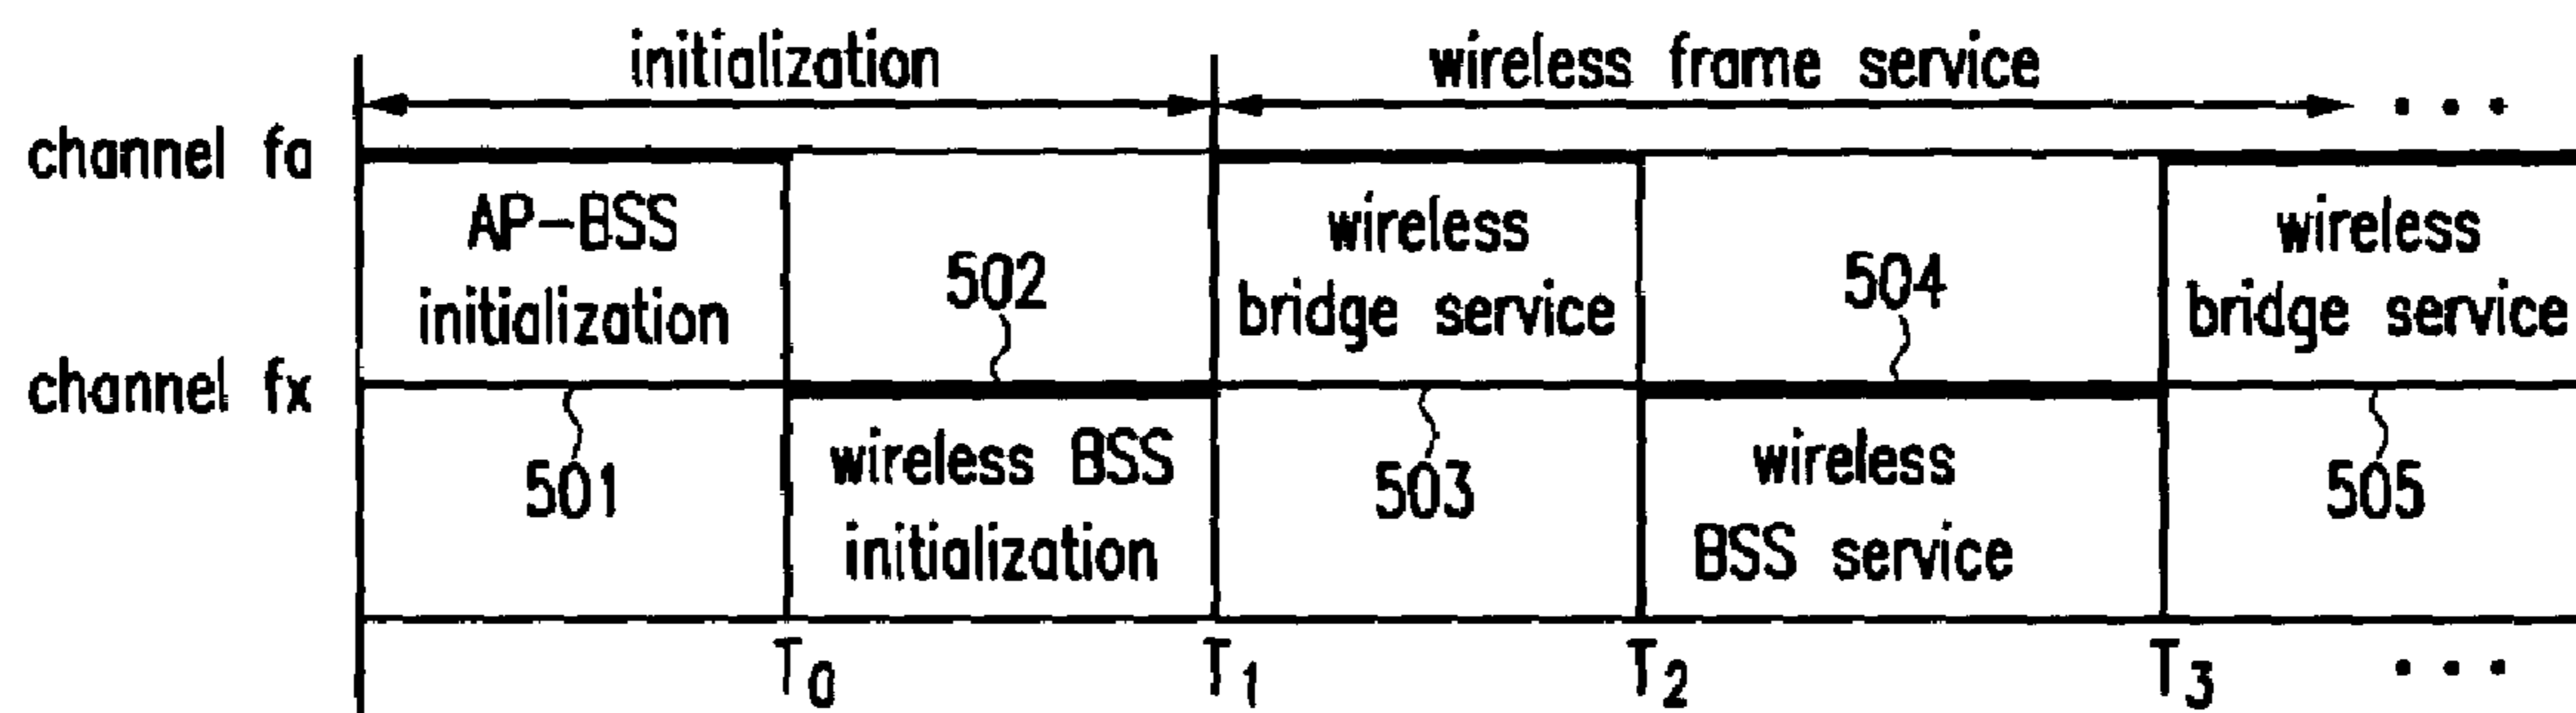 initialization
wireless frame service
channel fa
AP-BSS
initialization
502
wireless
bridge service
504
wireless
bridge service
channel fx
501
wireless BSS
initialization
503
wireless
BSS service
505
T0
T1
T2
T3